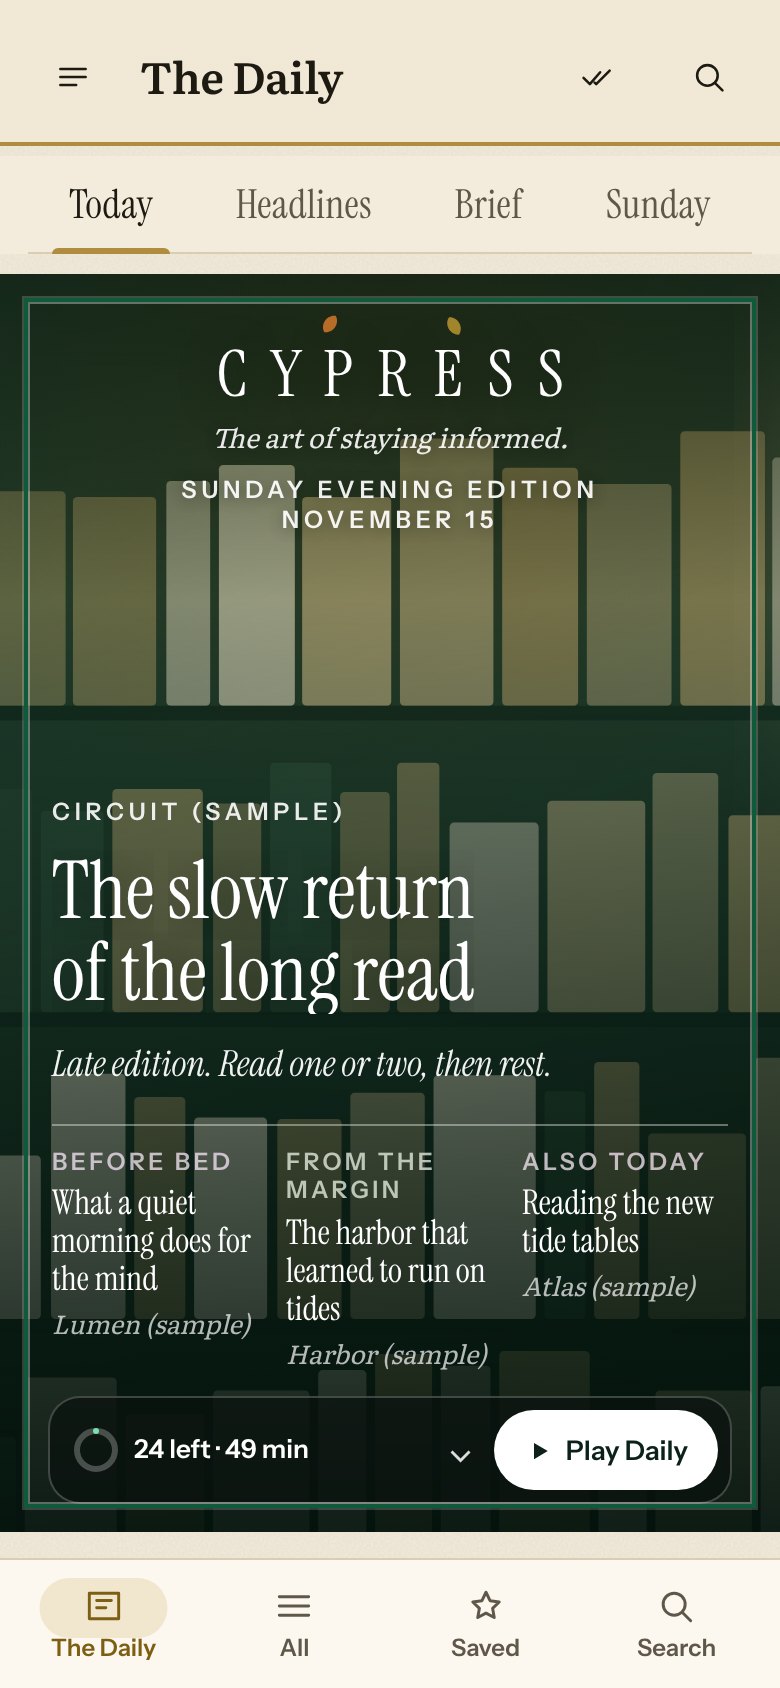 The Daily
Today
Headlines
Brief
Sunday
CYPRESS
The art of staying informed.
SUNDAY EVENING EDITION
NOVEMBER 15
CIRCUIT (SAMPLE)
The slow return
of the long read
Late edition. Read one or two, then rest.
BEFORE BED
What a quiet
morning does for
the mind
Lumen (sample)
FROM THE
MARGIN
The harbor that
learned to run on
tides
Harbor (sample)
ALSO TODAY
Reading the new
tide tables
Atlas (sample)
24 left · 49 min
Play Daily
The Daily
All
Saved
Search